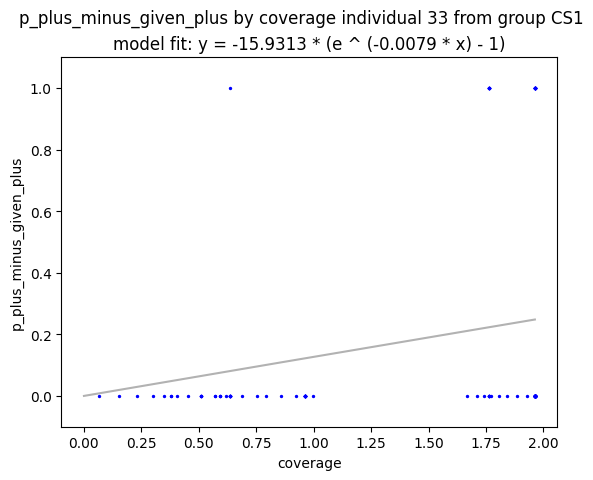 p_plus_minus_given_plus by coverage individual 33 from group CS1
model fit: y = -15.9313 * (e ^ (-0.0079 * x) - 1)
1.0
0.8
0.6
0.4
0.2
0.0
p_plus_minus_given_plus
0.00 0.25 0.50 0.75 1.00 1.25 1.50 1.75 2.00
coverage